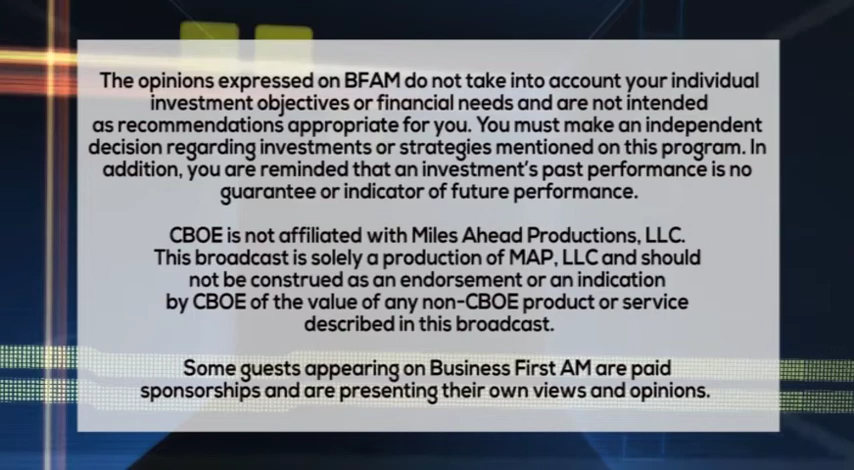 The opinions expressed on BFAM do not take into account your individual
investment objectives or financial needs and are not intended
as recommendations appropriate for you. You must make an independent
decision regarding investments or strategies mentioned on this program. In
addition, you are reminded that an investment's past performance is no
guarantee or indicator of future performance.
CBOE is not affiliated with Miles Ahead Productions, LLC.
This broadcast is solely a production of MAP, LLC and should
not be construed as an endorsement or an indication
by CBOE of the value of any non-CBOE product or service
described in this broadcast.
Some guests appearing on Business First AM are paid
sponsorships and are presenting their own views and opinions.